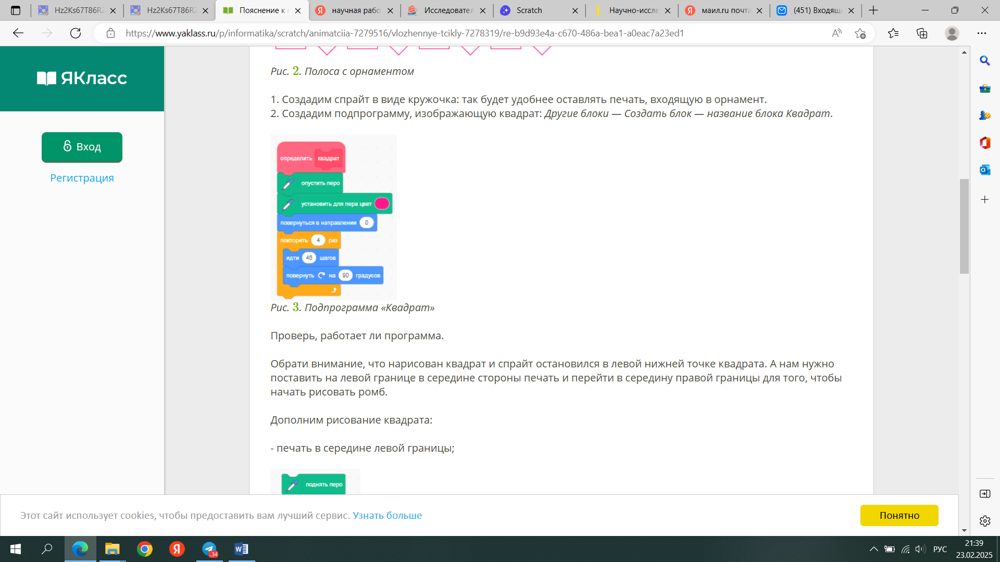 Hz2Ks67T86RZ
Hz2Ks67T86RZ
Пояснение к п
научная рабо
Исследовател
Scratch
Научно-иссле
маил.ru почта
(451) Входящи
https://www.yaklass.ru/p/informatika/scratch/animatciia-7279516/vlozhennye-tcikly-7278319/re-b9d93e4a-c670-486a-bea1-a0eac7a23ed1
ЯКласс
Вход
Регистрация
Рис. 2. Полоса с орнаментом
1. Создадим спрайт в виде кружочка: так будет удобнее оставлять печать, входящую в орнамент.
2. Создадим подпрограмму, изображающую квадрат: Другие блоки — Создать блок — название блока Квадрат.
определить квадрат
опустить перо
установить для пера цвет
повернуться в направлении 0
повторить 4 раз
идти 46 шагов
повернуть на 90 градусов
Рис. 3. Подпрограмма «Квадрат»
Проверь, работает ли программа.
Обрати внимание, что нарисован квадрат и спрайт остановился в левой нижней точке квадрата. А нам нужно
поставить на левой границе в середине стороны печать и перейти в середину правой границы для того, чтобы
начать рисовать ромб.
Дополним рисование квадрата:
- печать в середине левой границы;
поднять перо
Этот сайт использует cookies, чтобы предоставить вам лучший сервис. Узнать больше
Понятно
..34
РУС
21:39
23.02.2025